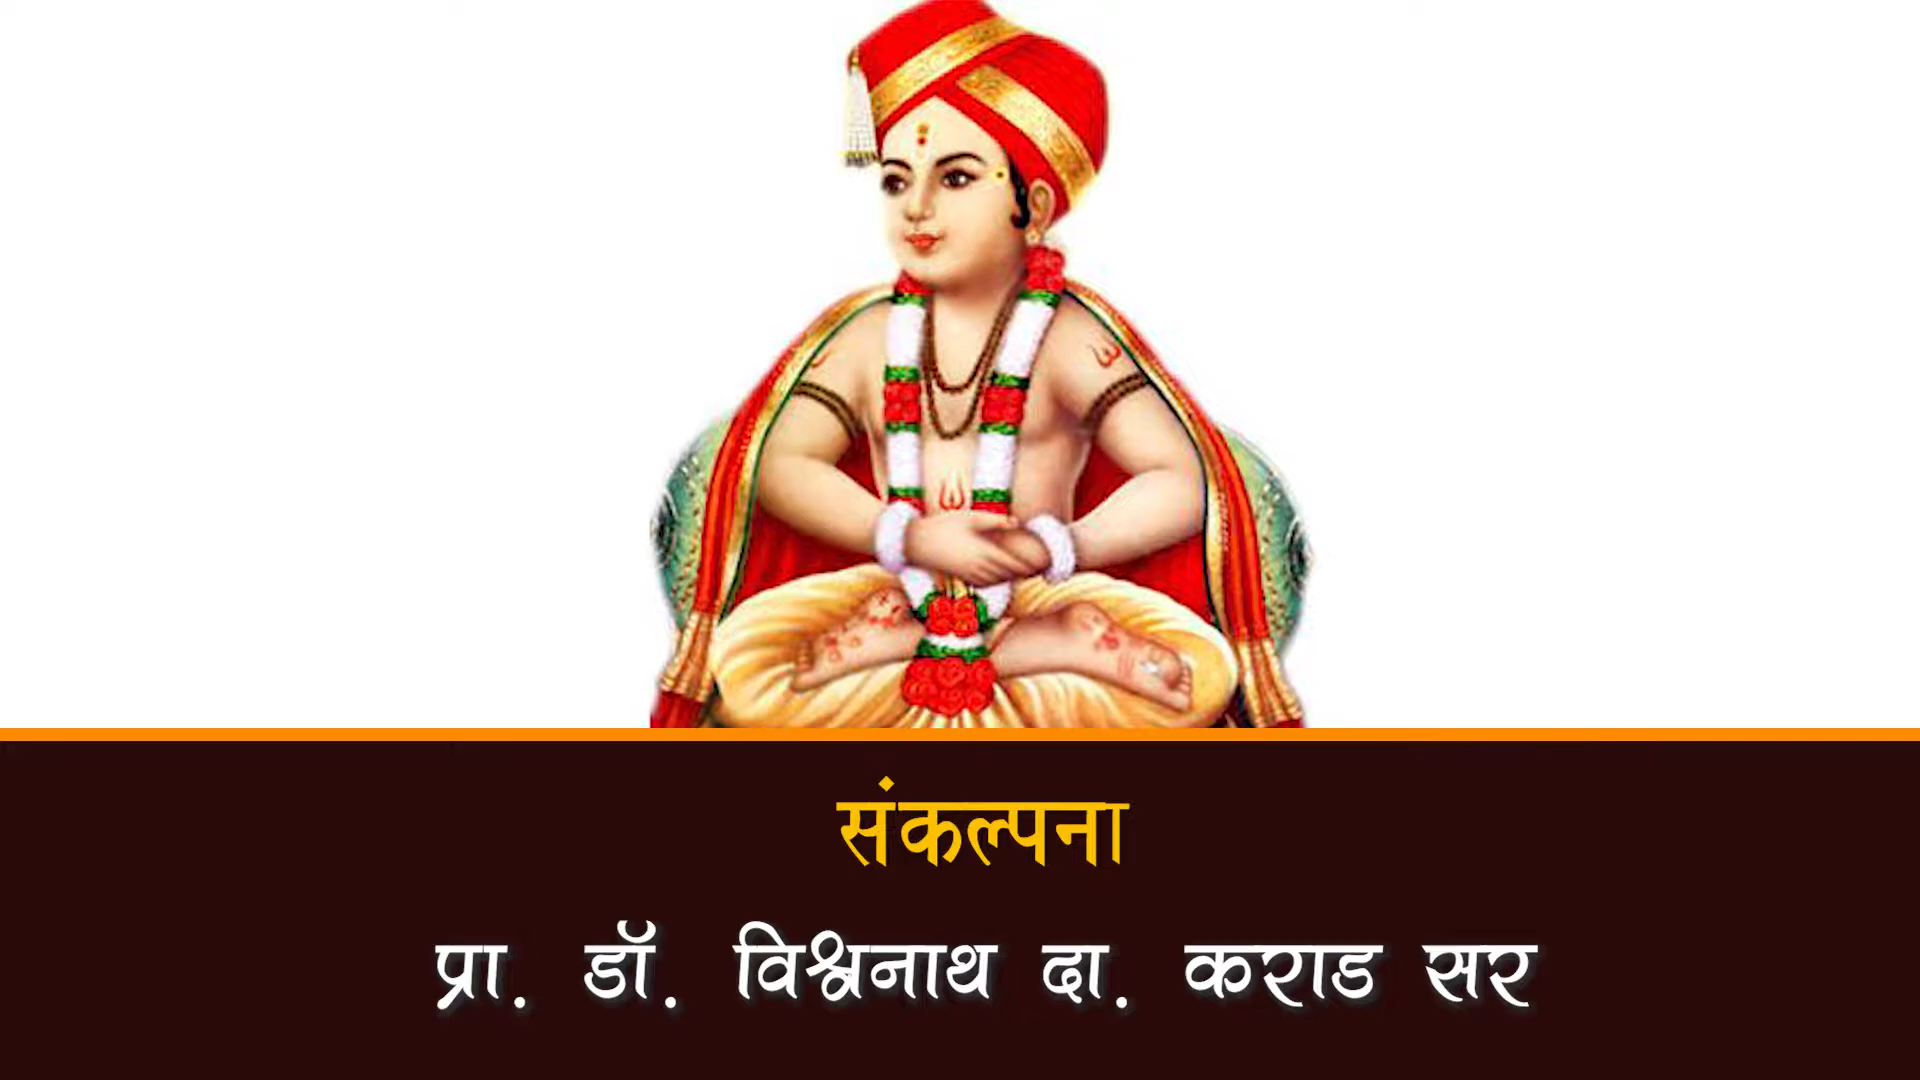 संकल्पना
प्रा. डॉ. विश्वनाथ दा. कराड सर